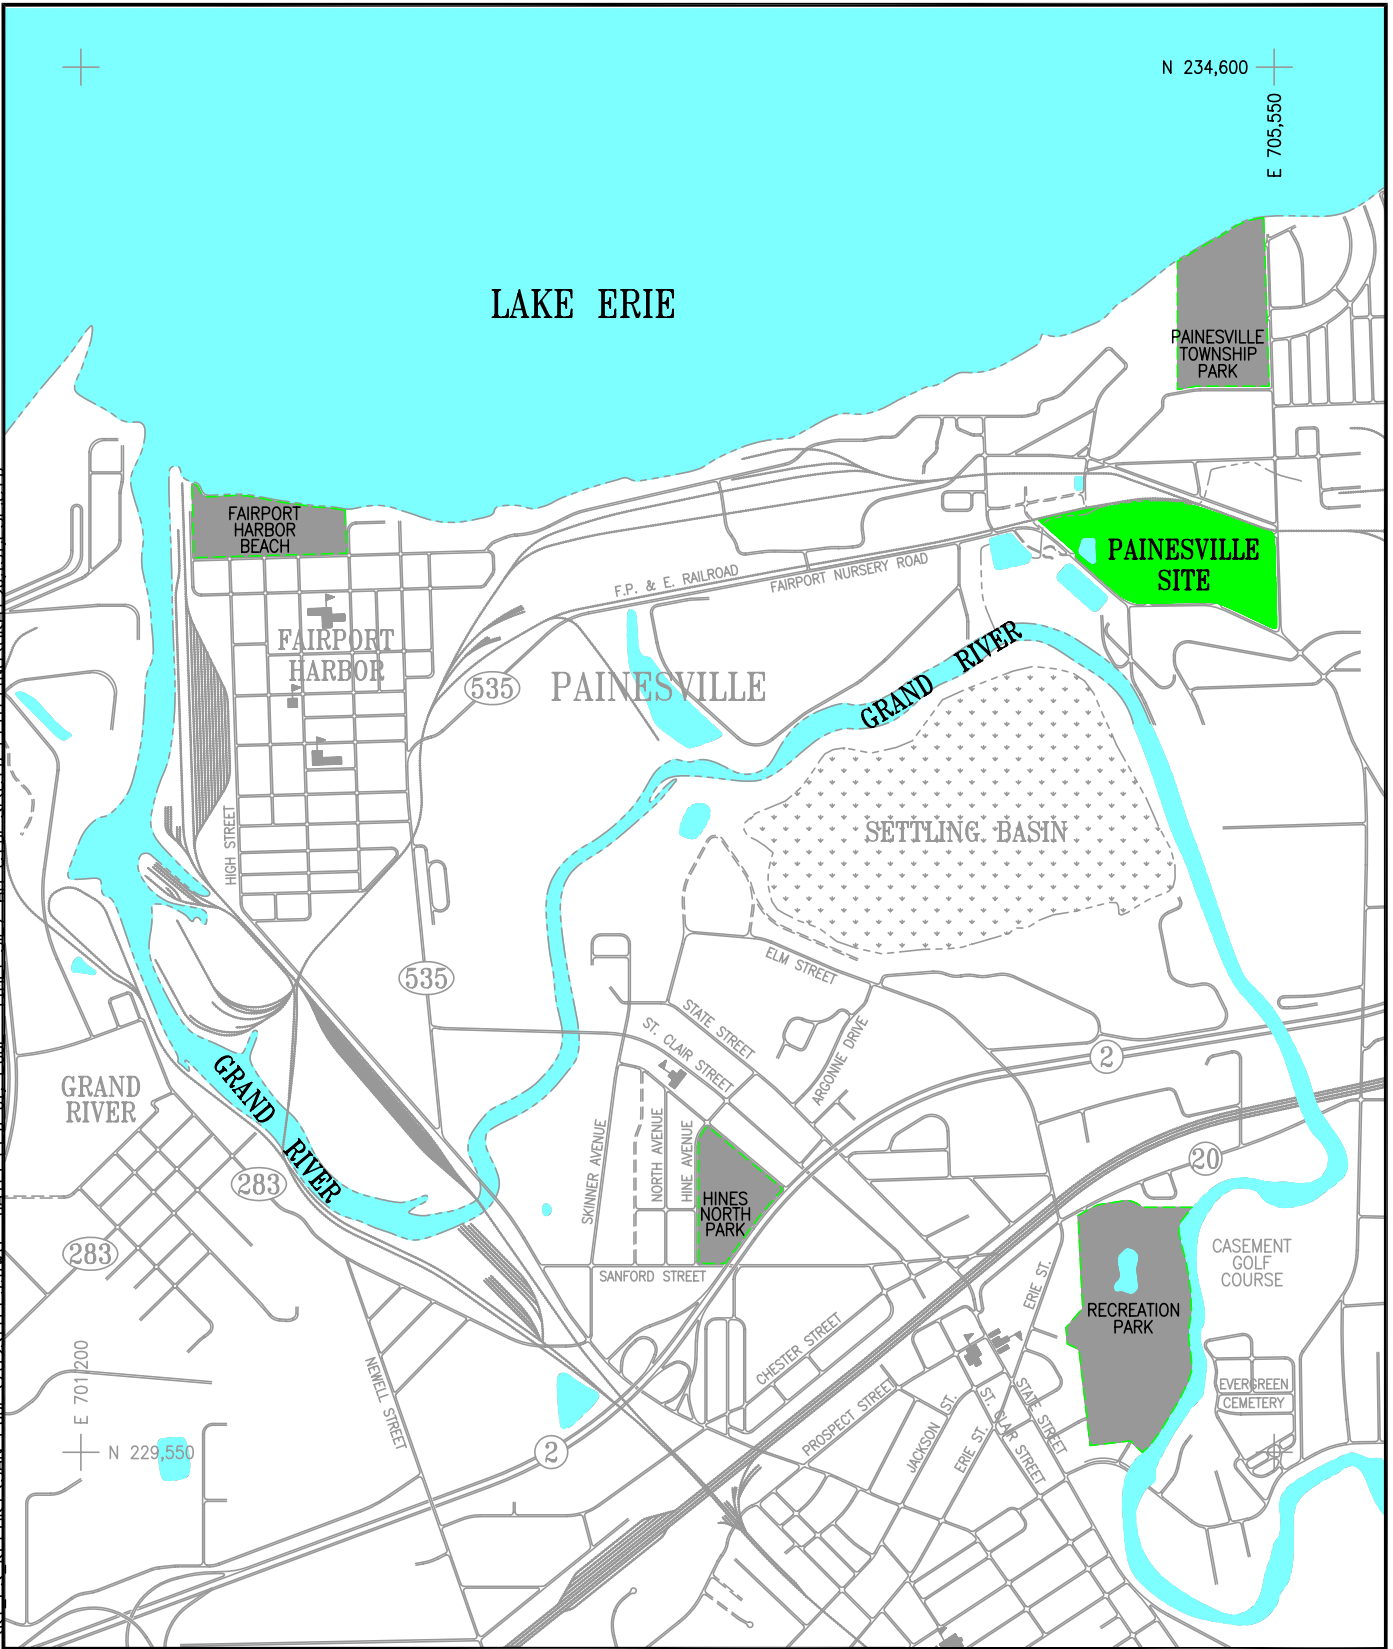 N 234,600
E 705,550
LAKE ERIE
PAINESVILLE
TOWNSHIP
PARK
FAIRPORT
HARBOR
BEACH
PAINESVILLE
SITE
F.P. & E. RAILROAD
FAIRPORT NURSERY ROAD
FAIRPORT
HARBOR
535
PAINESVILLE
GRAND RIVER
SETTLING BASIN
HIGH STREET
ELM STREET
535
STATE STREET
ST. CLAIR STREET
ARGONNE DRIVE
2
GRAND
RIVER
GRAND RIVER
283
SKINNER AVENUE
NORTH AVENUE
HINE AVENUE
HINES
NORTH
PARK
20
283
SANFORD STREET
ERIE ST.
CASEMENT
GOLF
COURSE
RECREATION
PARK
E 701,200
N 229,550
NEWELL STREET
CHESTER STREET
PROSPECT STREET
JACKSON ST.
ERIE ST.
ST. CLAIR STREET
STATE STREET
EVERGREEN
CEMETERY
2